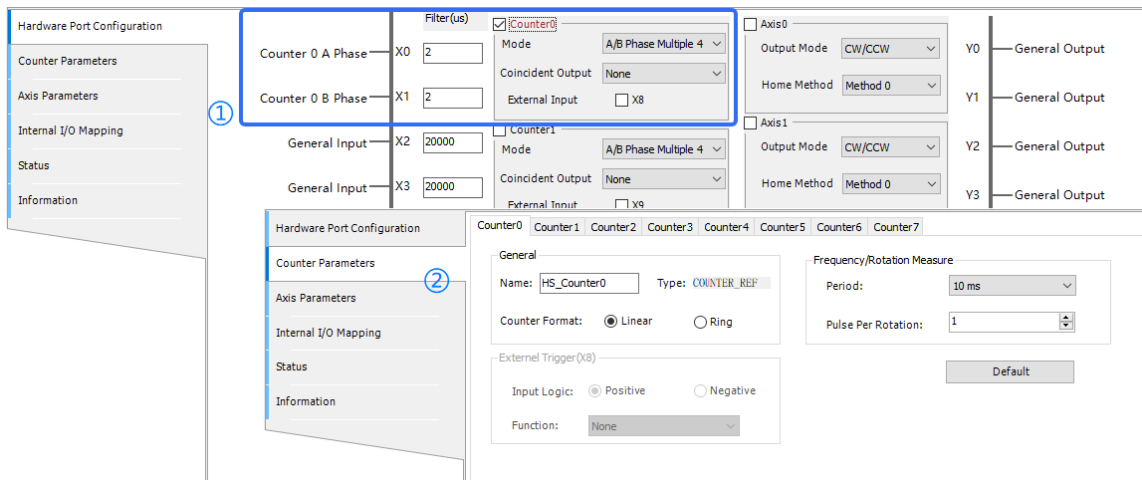 Hardware Port Configuration
Counter Parameters
Axis Parameters
Internal I/O Mapping
Status
Information
①
Filter(us)
Counter 0 A Phase X0 2
Counter 0 B Phase X1 2
General Input X2 20000
General Input X3 20000
Counter0
Mode A/B Phase Multiple 4
Coincident Output None
External Input X8
Counter1
Mode A/B Phase Multiple 4
Coincident Output None
External Input X9
Axis0
Output Mode CW/CCW
Home Method Method 0
Axis1
Output Mode CW/CCW
Home Method Method 0
Y0 General Output
Y1 General Output
Y2 General Output
Y3 General Output
Hardware Port Configuration
Counter Parameters
②
Axis Parameters
Internal I/O Mapping
Status
Information
Counter0 Counter1 Counter2 Counter3 Counter4 Counter5 Counter6 Counter7
General
Name: HS_Counter0 Type: COUNTER_REF
Counter Format: Linear Ring
Externel Trigger(X8)
Input Logic: Positive Negative
Function: None
Frequency/Rotation Measure
Period: 10 ms
Pulse Per Rotation: 1
Default